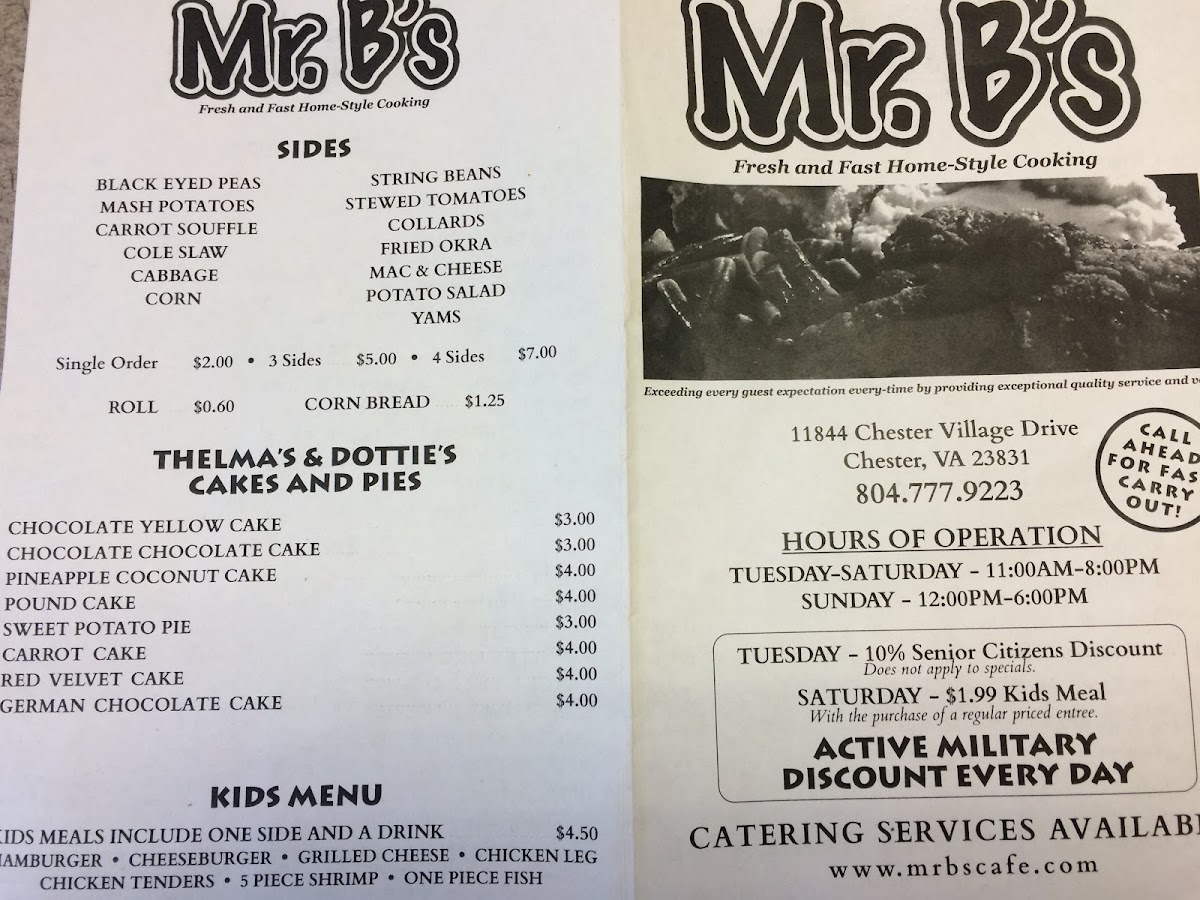 Mr. B's
Fresh and Fast Home-Style Cooking
SIDES
BLACK EYED PEAS
MASH POTATOES
CARROT SOUFFLE
COLE SLAW
CABBAGE
CORN
STRING BEANS
STEWED TOMATOES
COLLARDS
FRIED OKRA
MAC & CHEESE
POTATO SALAD
YAMS
Single Order $2.00 • 3 Sides $5.00 • 4 Sides $7.00
ROLL $0.60 CORN BREAD $1.25
THELMA'S & DOTTIE'S
CAKES AND PIES
CHOCOLATE YELLOW CAKE $3.00
CHOCOLATE CHOCOLATE CAKE $3.00
PINEAPPLE COCONUT CAKE $4.00
POUND CAKE $4.00
SWEET POTATO PIE $3.00
CARROT CAKE $4.00
RED VELVET CAKE $4.00
GERMAN CHOCOLATE CAKE $4.00
KIDS MENU
KIDS MEALS INCLUDE ONE SIDE AND A DRINK $4.50
HAMBURGER • CHEESEBURGER • GRILLED CHEESE • CHICKEN LEG
CHICKEN TENDERS • 5 PIECE SHRIMP • ONE PIECE FISH
Mr. B's
Fresh and Fast Home-Style Cooking
Exceeding every guest expectation every-time by providing exceptional quality service and
11844 Chester Village Drive
Chester, VA 23831
804.777.9223
CALL
AHEAD
FOR FAS
CARRY
OUT!
HOURS OF OPERATION
TUESDAY-SATURDAY - 11:00AM-8:00PM
SUNDAY - 12:00PM-6:00PM
TUESDAY - 10% Senior Citizens Discount
Does not apply to specials.
SATURDAY - $1.99 Kids Meal
With the purchase of a regular priced entree.
ACTIVE MILITARY
DISCOUNT EVERY DAY
CATERING SERVICES AVAILABL
www.mrbscafe.com